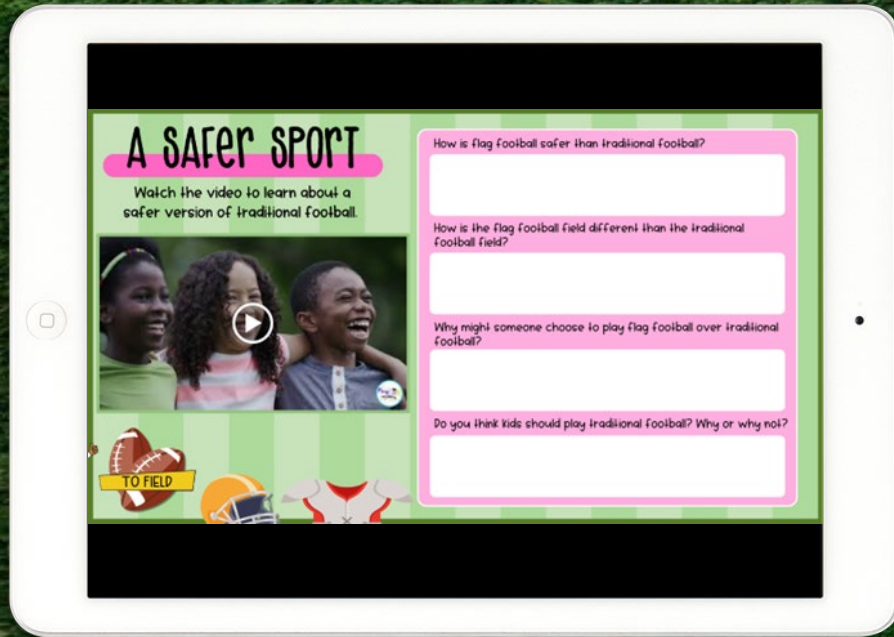 A SAFER SPORT
Watch the video to learn about a
safer version of traditional football.
TO FIELD
How is flag football safer than traditional football?
How is the flag football field different than the traditional
football field?
Why might someone choose to play flag football over traditional
football?
Do you think kids should play traditional football? Why or why not?